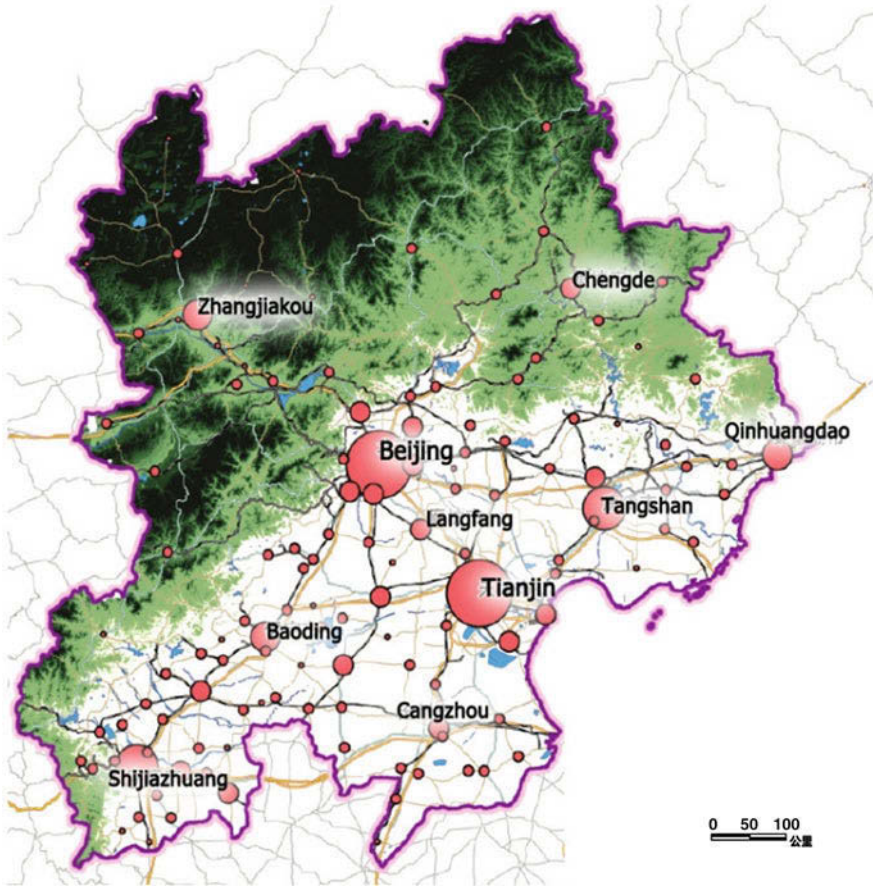 Chengde
Zhangjiakou
Qinhuangdao
Beijing
Tangshan
Langfang
Tianjin
Baoding
Cangzhou
Shijiazhuang
0 50 100
公里